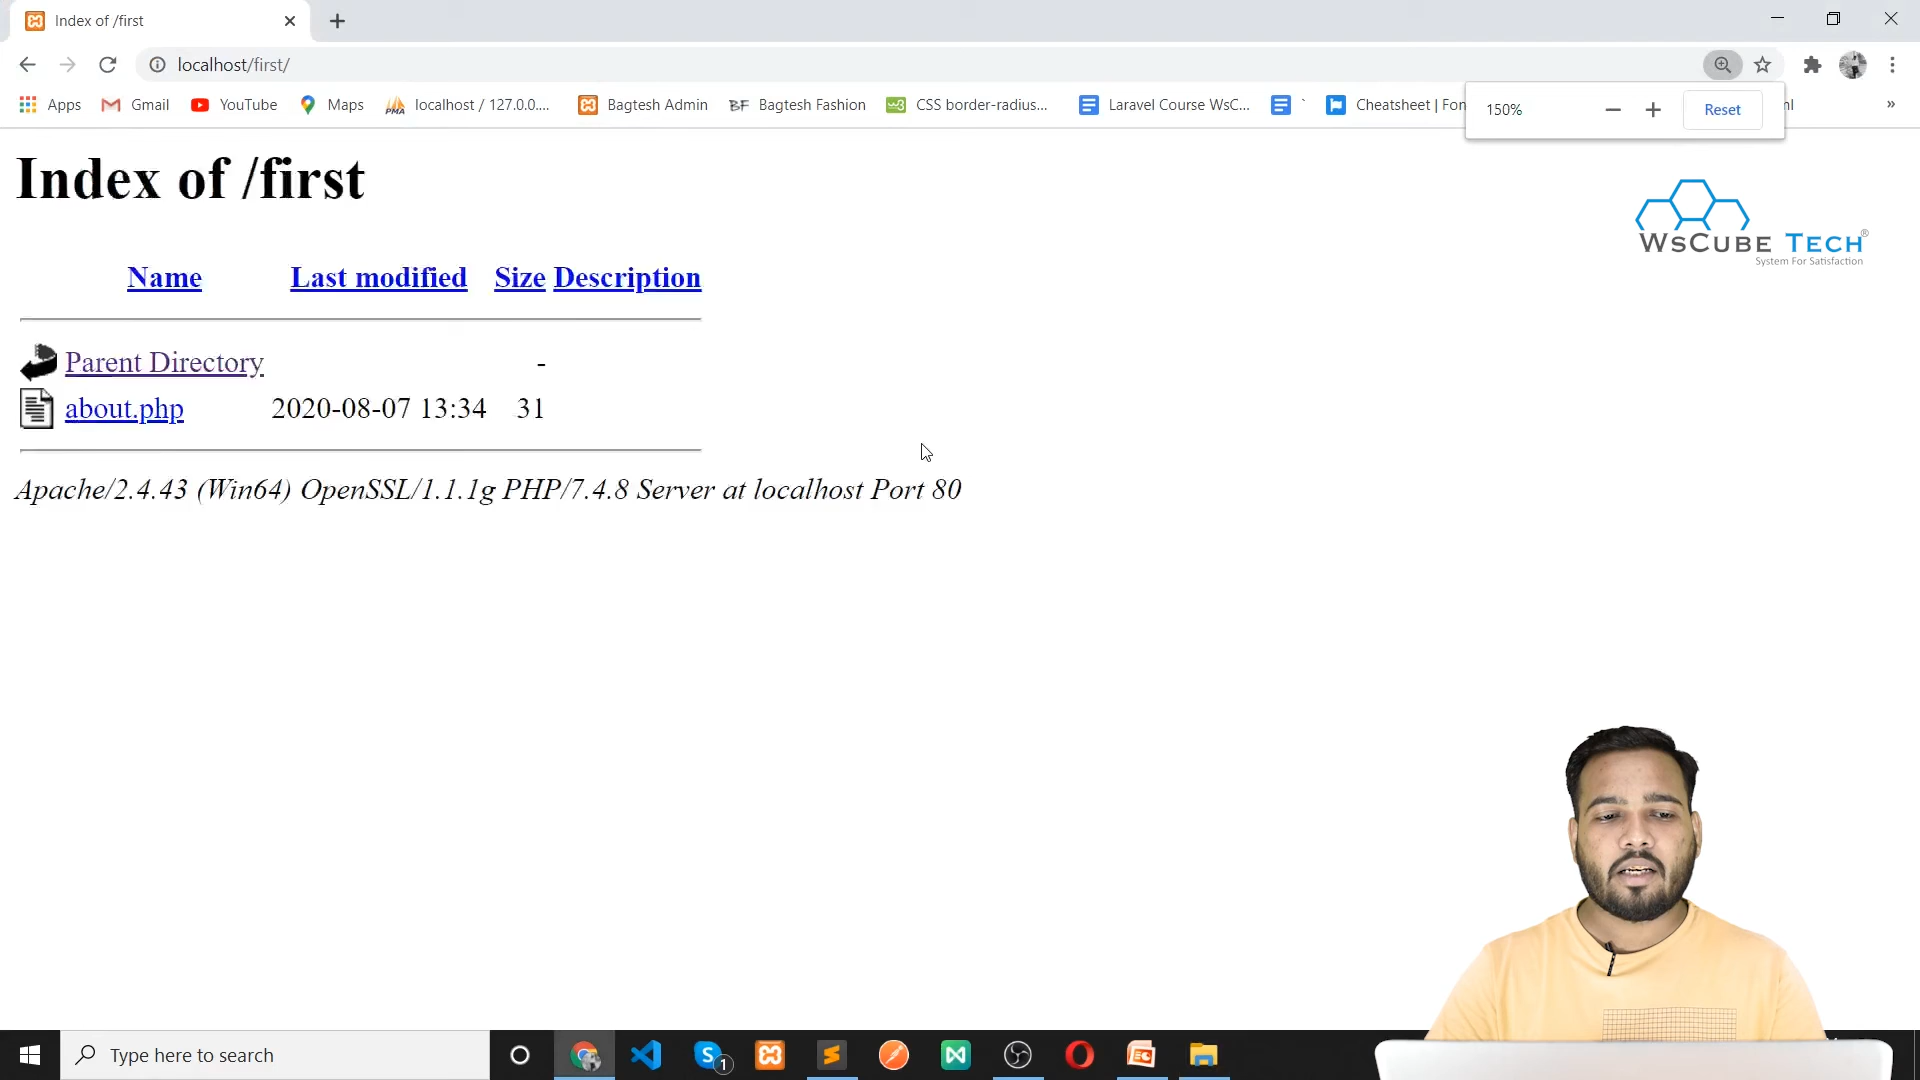 Index of /first
localhost/first/
Apps Gmail YouTube Maps localhost / 127.0.0.... Bagtesh Admin BF Bagtesh Fashion CSS border-radius... Laravel Course WsC... ` Cheatsheet | Fon »
150% Reset
Index of /first
WsCube Tech®
System For Satisfaction
Name Last modified Size Description
Parent Directory -
about.php 2020-08-07 13:34 31
Apache/2.4.43 (Win64) OpenSSL/1.1.1g PHP/7.4.8 Server at localhost Port 80
Type here to search
1